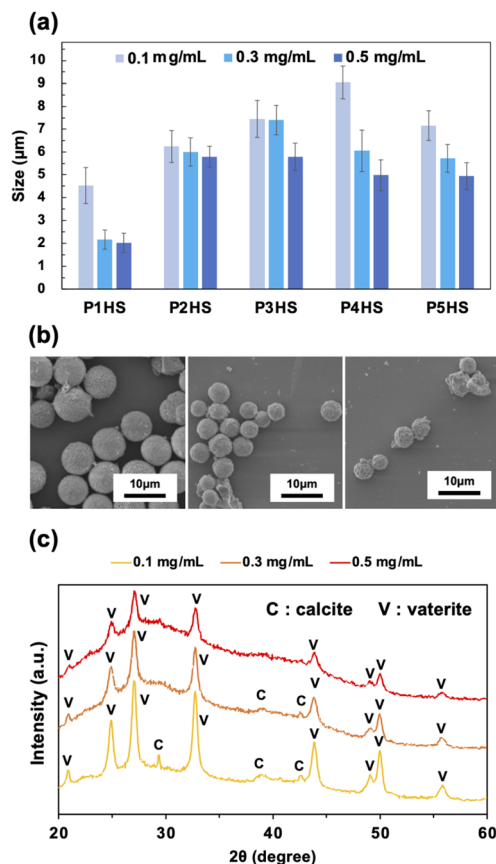 (a)
0.1 mg/mL 0.3 mg/mL 0.5 mg/mL
10
9
8
7
6
5
4
3
2
1
0
Size (μm)
P1HS P2HS P3HS P4HS P5HS
(b)
10μm 10μm 10μm
(c)
0.1 mg/mL 0.3 mg/mL 0.5 mg/mL
C : calcite V : vaterite
V V V V V V V V
V V V V C C V V V V
V V V C V C C V V V V
Intensity (a.u.)
20 30 40 50 60
2θ (degree)